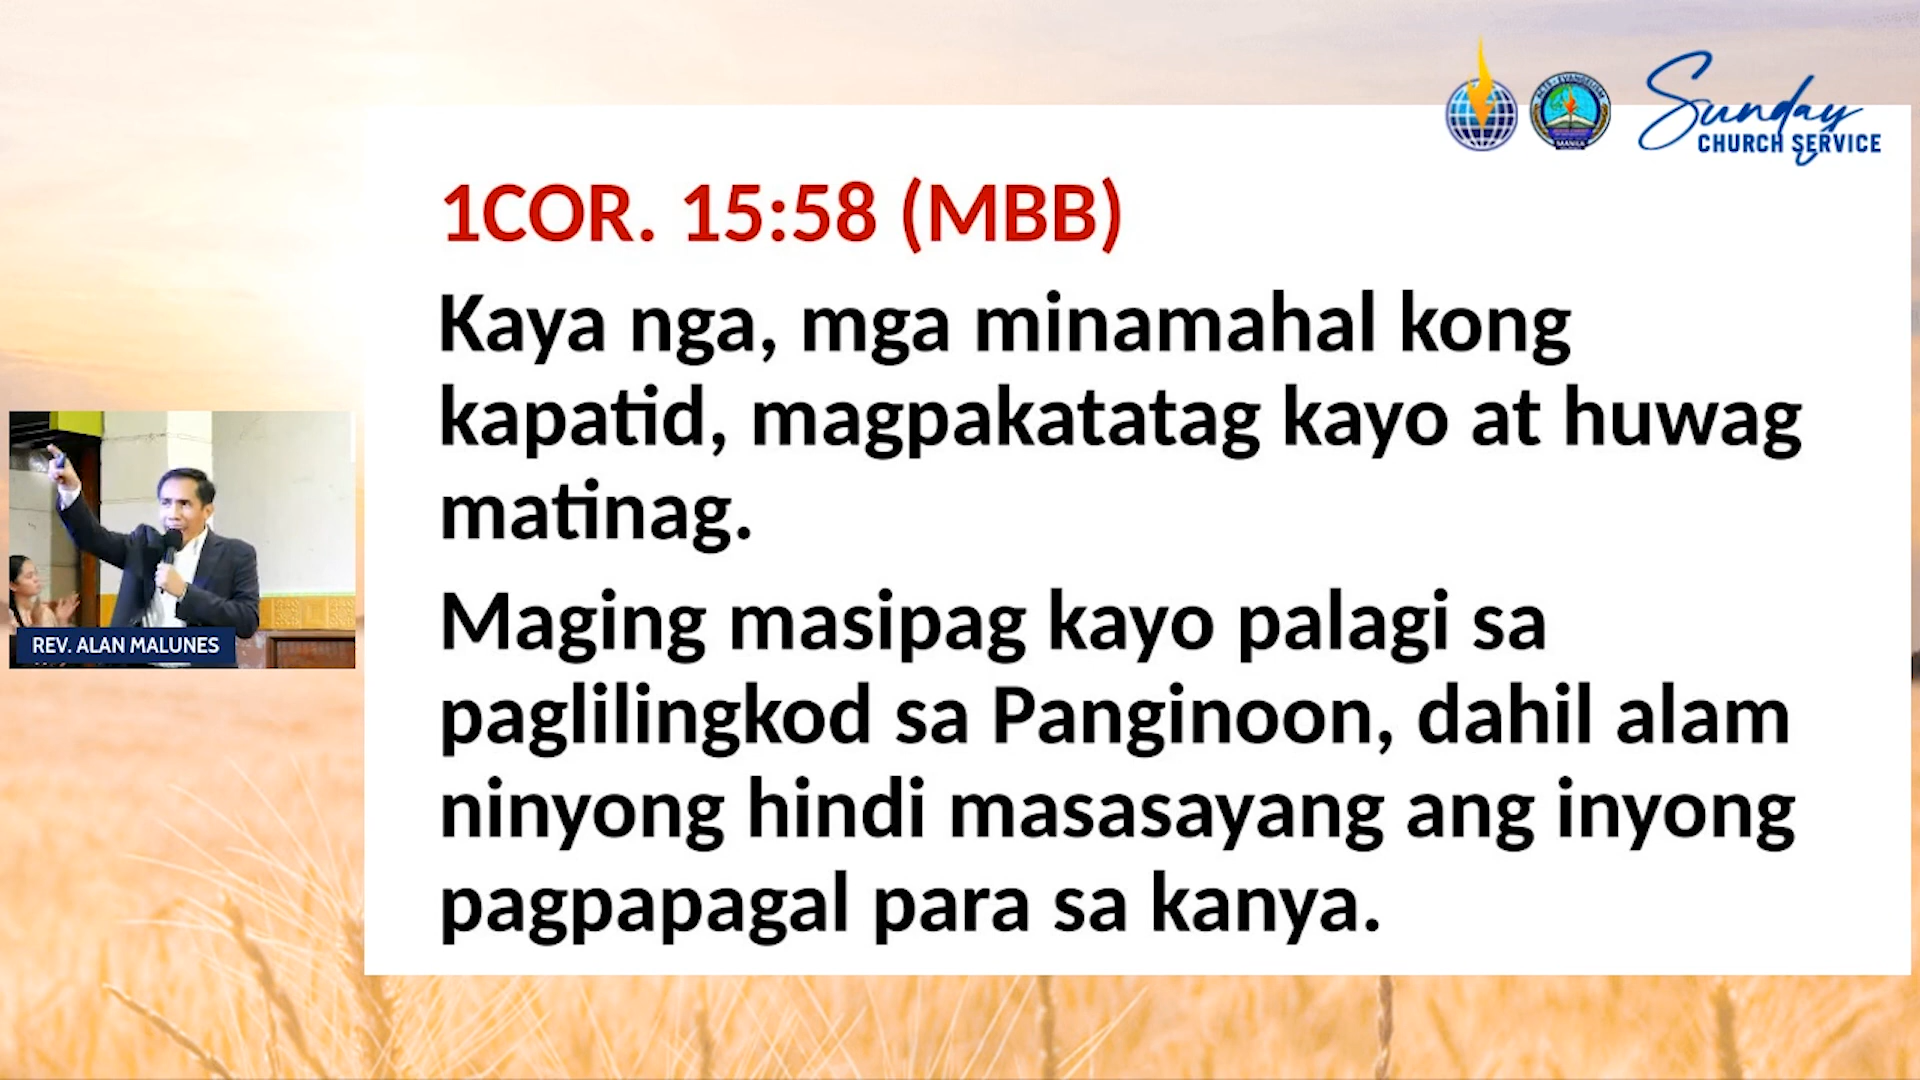 Sunday
CHURCH SERVICE
1COR. 15:58 (MBB)
Kaya nga, mga minamahal kong
kapatid, magpakatatag kayo at huwag
matinag.
Maging masipag kayo palagi sa
paglilingkod sa Panginoon, dahil alam
ninyong hindi masasayang ang inyong
pagpapagal para sa kanya.
REV. ALAN MALUNES
MANILA